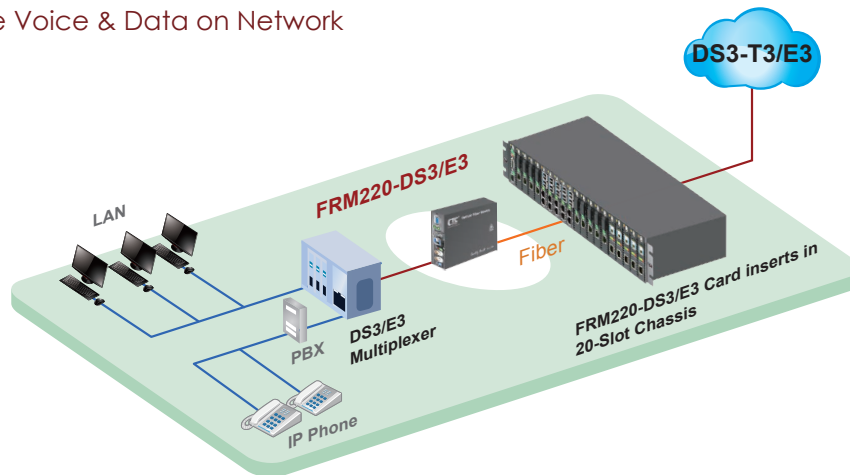 e Voice & Data on Network
DS3-T3/E3
FRM220-DS3/E3
LAN
CTC
Fiber
FRM220-DS3/E3 Card inserts in
20-Slot Chassis
DS3/E3
Multiplexer
PBX
IP Phone